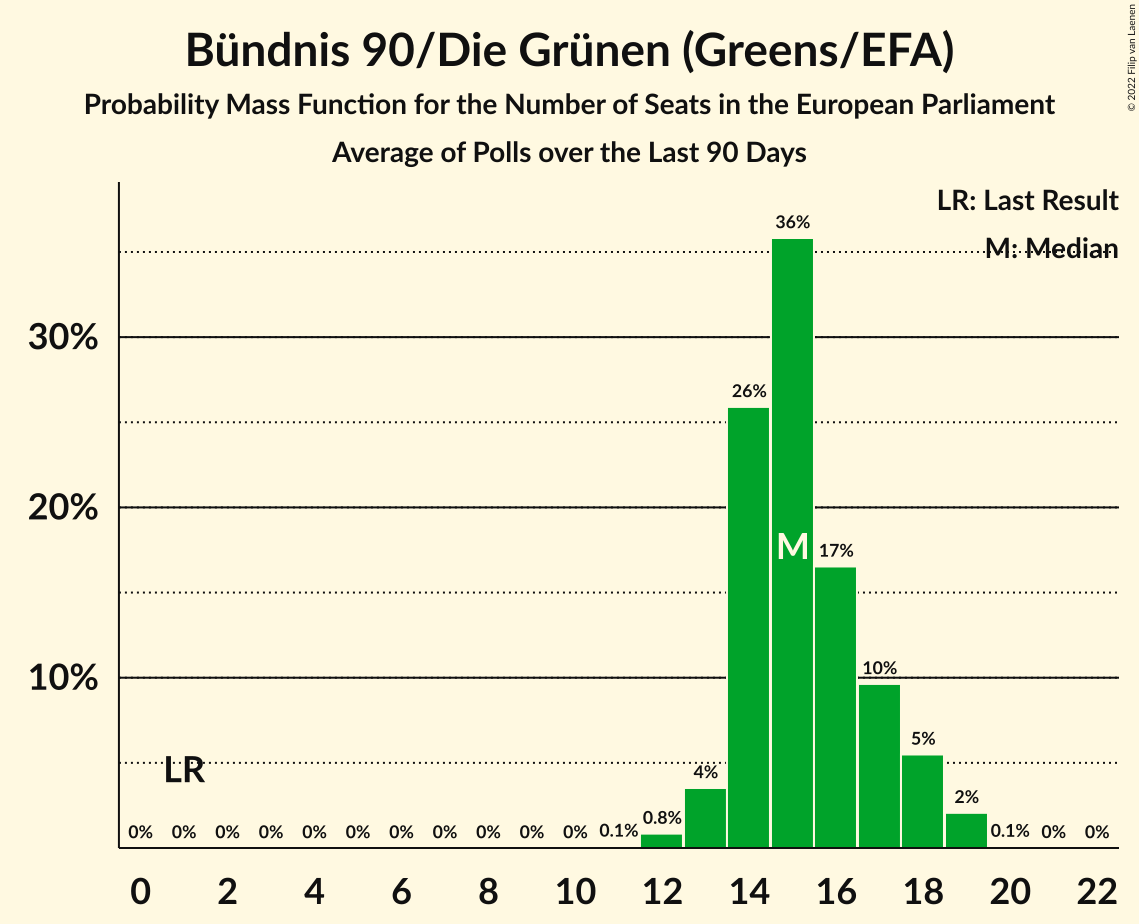 Bündnis 90/Die Grünen (Greens/EFA)
Probability Mass Function for the Number of Seats in the European Parliament
Average of Polls over the Last 90 Days
© 2022 Filip van Laenen
LR: Last Result
M: Median
36%
30%
26%
20%
M
17%
10%
10%
5%
LR
4%
2%
0% 0% 0% 0% 0% 0% 0% 0% 0% 0% 0% 0.1% 0.8% 0.1% 0% 0%
0 2 4 6 8 10 12 14 16 18 20 22